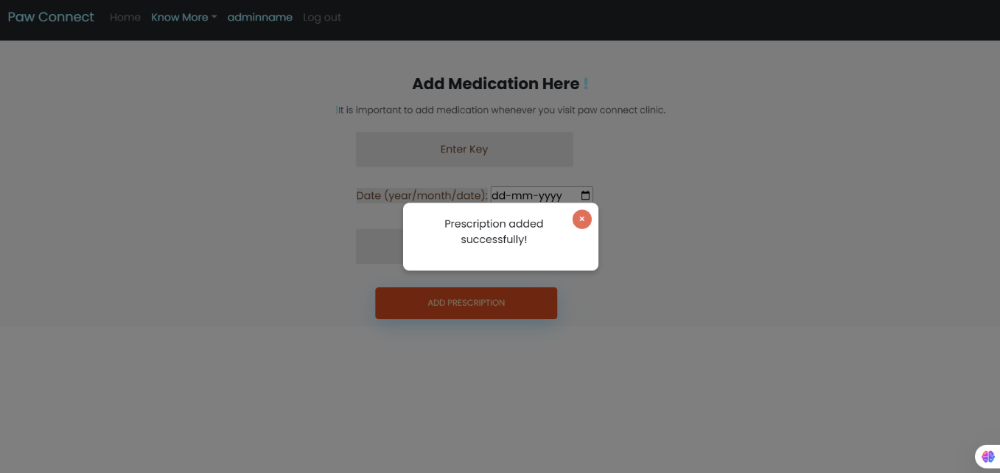 Paw Connect Home Know More adminname Log out
Add Medication Here !
!It is important to add medication whenever you visit paw connect clinic.
Enter Key
Date (year/month/date): dd-mm-yyyy
Prescription added
successfully!
×
ADD PRESCRIPTION